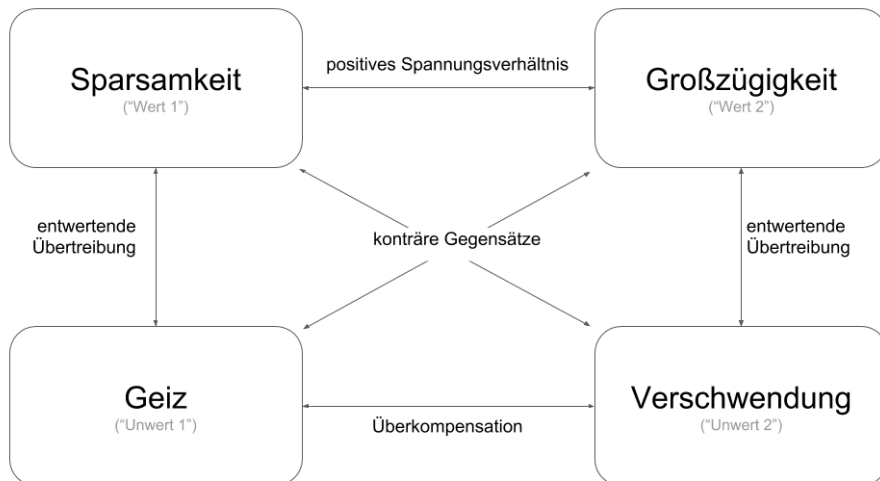 Sparsamkeit
("Wert 1")
positives Spannungsverhältnis
Großzügigkeit
("Wert 2")
entwertende
Übertreibung
konträre Gegensätze
entwertende
Übertreibung
Geiz
("Unwert 1")
Überkompensation
Verschwendung
("Unwert 2")